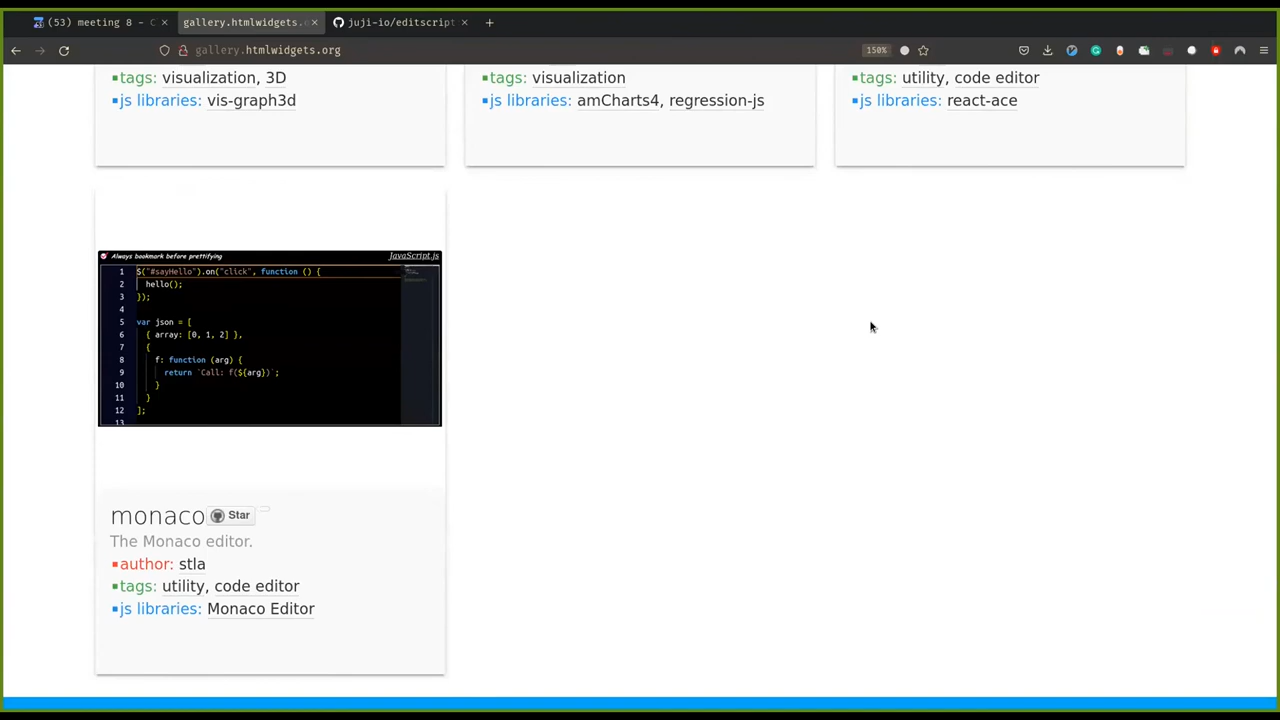 (53) meeting 8 - C
gallery.htmlwidgets.
juji-io/editscript
gallery.htmlwidgets.org
150%
tags: visualization, 3D
js libraries: vis-graph3d
tags: visualization
js libraries: amCharts4, regression-js
tags: utility, code editor
js libraries: react-ace
Always bookmark before prettifying
JavaScript.js
1 $("#sayHello").on("click", function () {
2 hello();
3 });
4
5 var json = [
6 { array: [0, 1, 2] },
7 {
8 f: function (arg) {
9 return `Call: f(${arg})`;
10 }
11 }
12 ];
13
monaco Star
The Monaco editor.
author: stla
tags: utility, code editor
js libraries: Monaco Editor